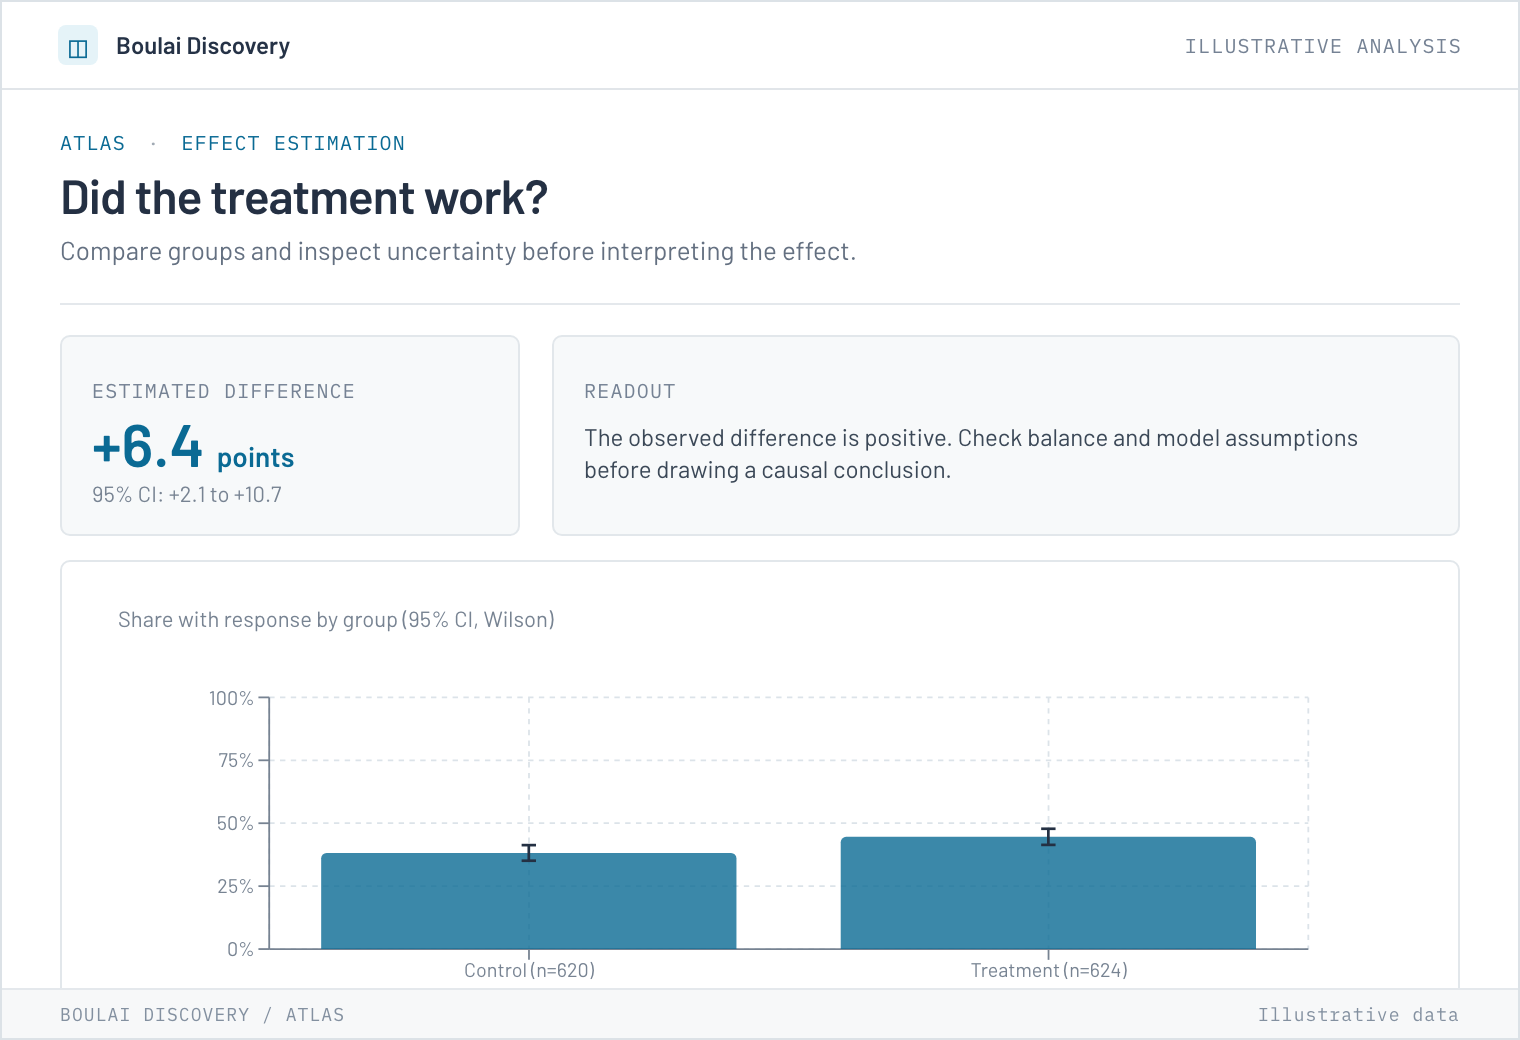 Boulai Discovery
ILLUSTRATIVE ANALYSIS
ATLAS · EFFECT ESTIMATION
Did the treatment work?
Compare groups and inspect uncertainty before interpreting the effect.
ESTIMATED DIFFERENCE
+6.4 points
95% CI: +2.1 to +10.7
READOUT
The observed difference is positive. Check balance and model assumptions
before drawing a causal conclusion.
Share with response by group (95% CI, Wilson)
100%
75%
50%
25%
0%
Control (n=620)
Treatment (n=624)
BOULAI DISCOVERY / ATLAS
Illustrative data